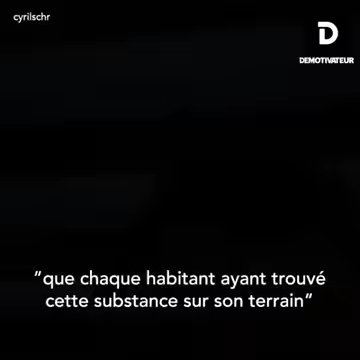 cyrilschr
D
DEMOTIVATEUR
“que chaque habitant ayant trouvé
cette substance sur son terrain”